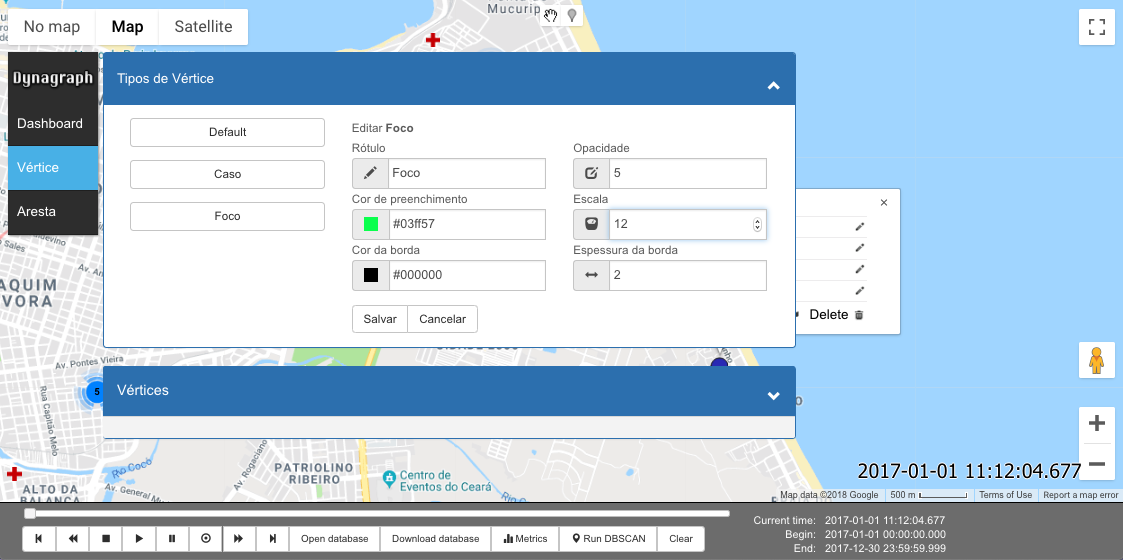 Mucurip
No map
Map
Satellite
Dynagraph
Dashboard
Vértice
Aresta
Tipos de Vértice
Default
Caso
Foco
Editar Foco
Rótulo
Foco
Opacidade
5
Cor de preenchimento
#03ff57
Escala
12
Cor da borda
#000000
Espessura da borda
2
Salvar
Cancelar
×
Delete
Vértices
5
AQUIM
VORA
Av. Pontes Vieira
Rua Capitão Melo
Av. Rogaciano
Rio Cocó
PATRIOLINO
RIBEIRO
Centro de
Eventos do Ceará
ALTO DA
BALANÇA
Av. General Mu
2017-01-01 11:12:04.677
Map data ©2018 Google
500 m
Terms of Use
Report a map error
Open database
Download database
Metrics
Run DBSCAN
Clear
Current time: 2017-01-01 11:12:04.677
Begin: 2017-01-01 00:00:00.000
End: 2017-12-30 23:59:59.999